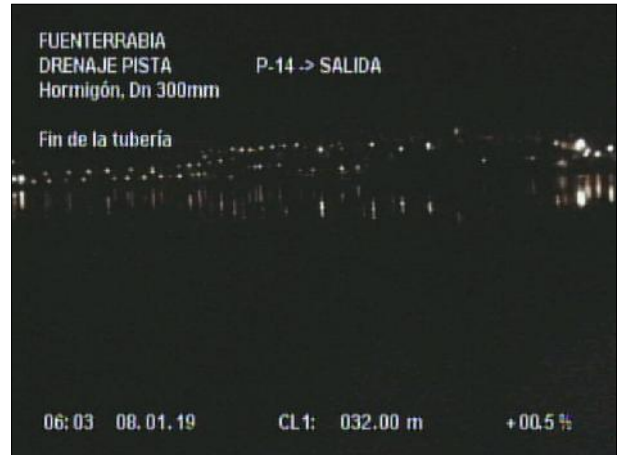 FUENTERRABIA
DRENAJE PISTA P-14 -> SALIDA
Hormigón, Dn 300mm
Fin de la tubería
06:03 08.01.19 CL1: 032.00 m +00.5 %